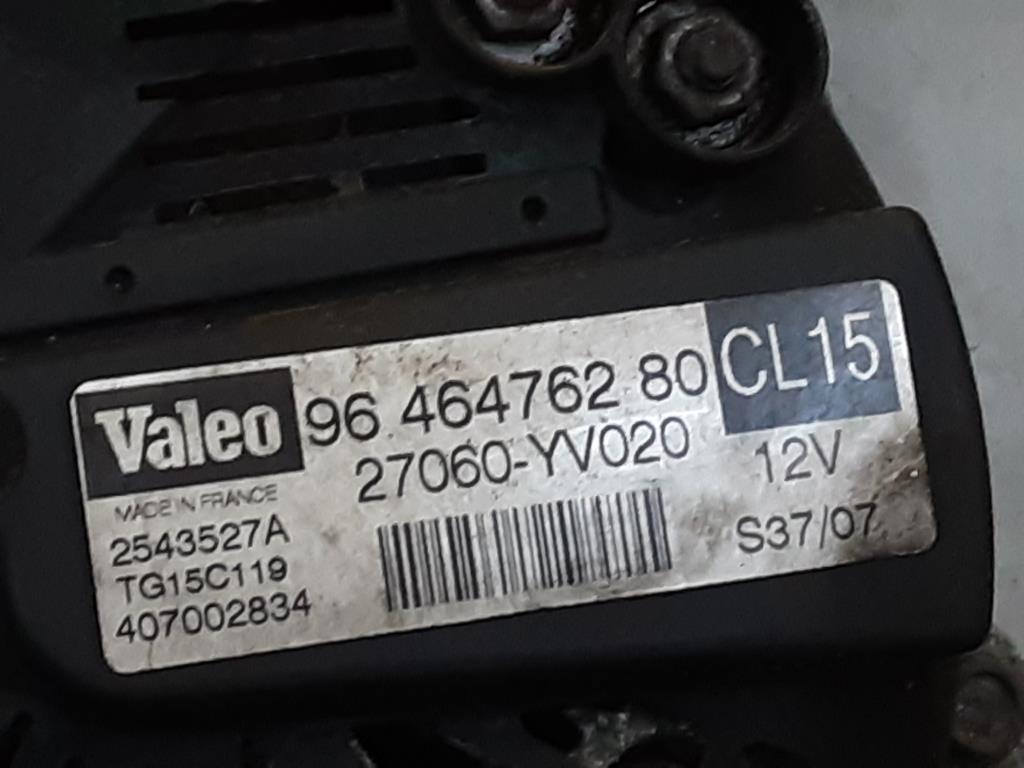 Valeo 96 464762 80 CL15
27060-YV020 12V
MADE IN FRANCE
2543527A S37/07
TG15C119
407002834